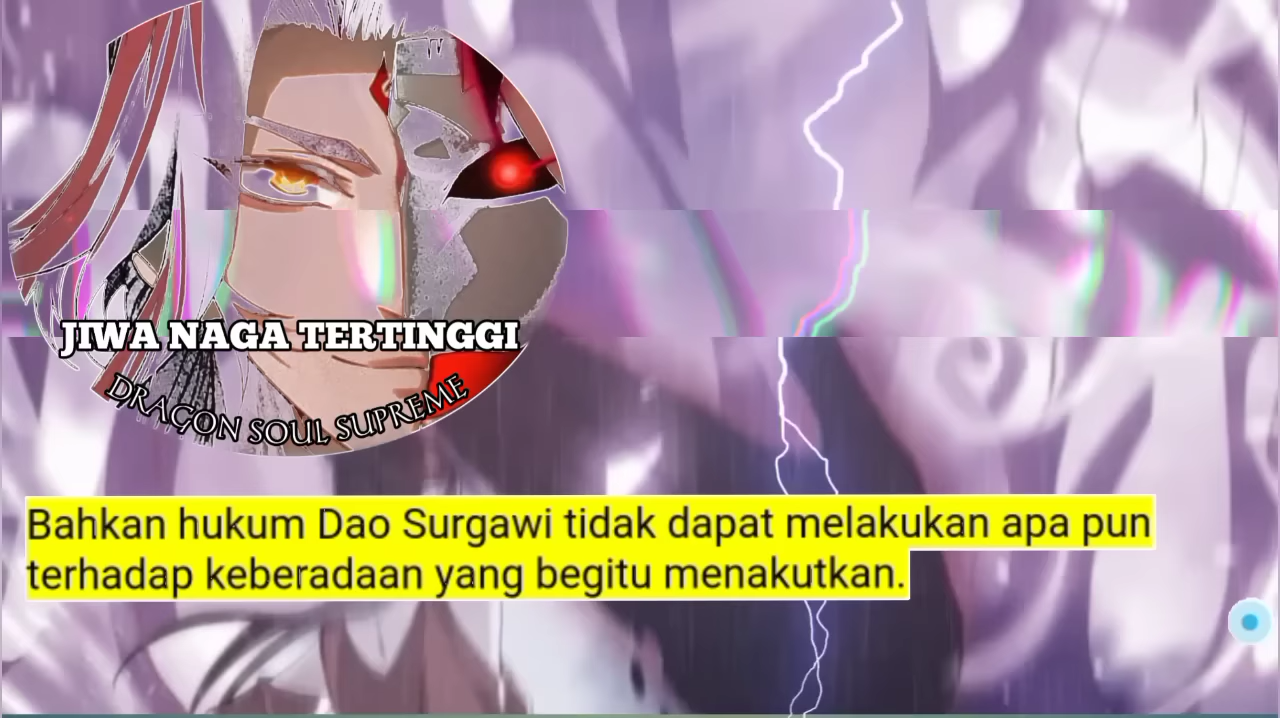 JIWA NAGA TERTINGGI
DRAGON SOUL SUPREME
Bahkan hukum Dao Surgawi tidak dapat melakukan apa pun
terhadap keberadaan yang begitu menakutkan.